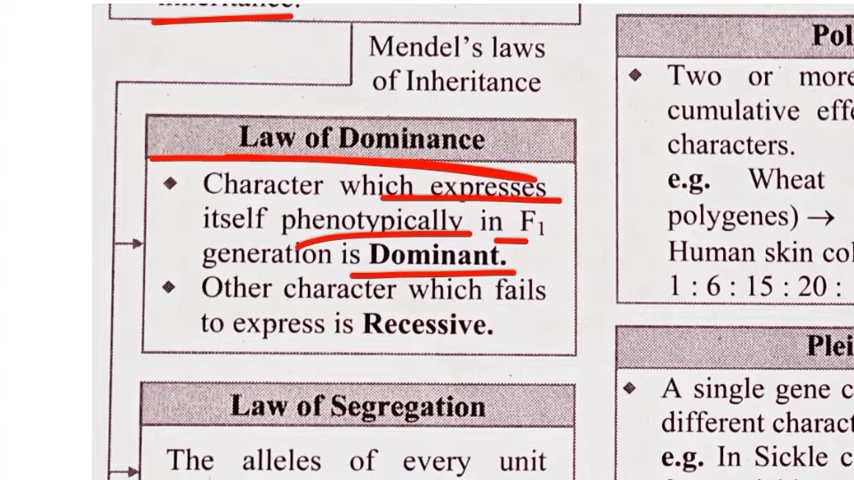 inheritance.
Mendel's laws
of Inheritance
Law of Dominance
◆ Character which expresses
itself phenotypically in F₁
generation is Dominant.
◆ Other character which fails
to express is Recessive.
Law of Segregation
The alleles of every unit
◆ Two or more
cumulative
characters.
e.g. Wheat
polygenes) →
Human skin
1 : 6 : 15 : 20 :
◆ A single gene
different
e.g. In Sickle